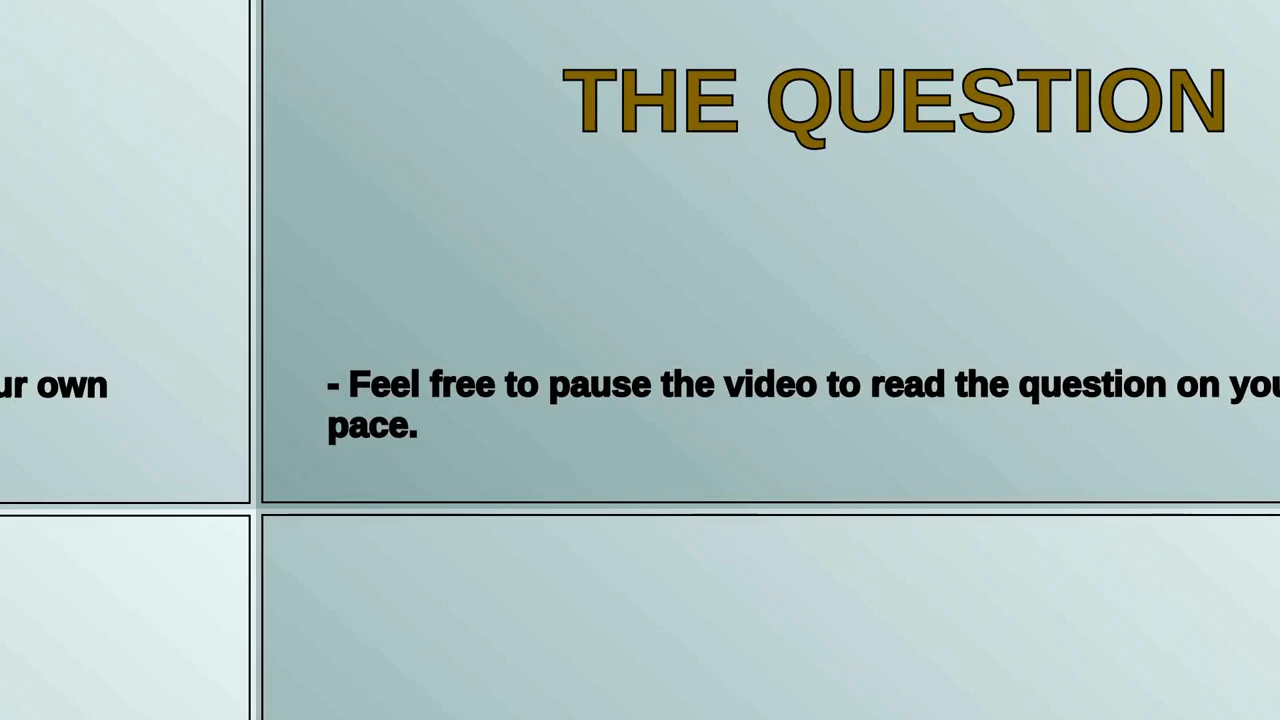 THE QUESTION
ur own
- Feel free to pause the video to read the question on you
pace.